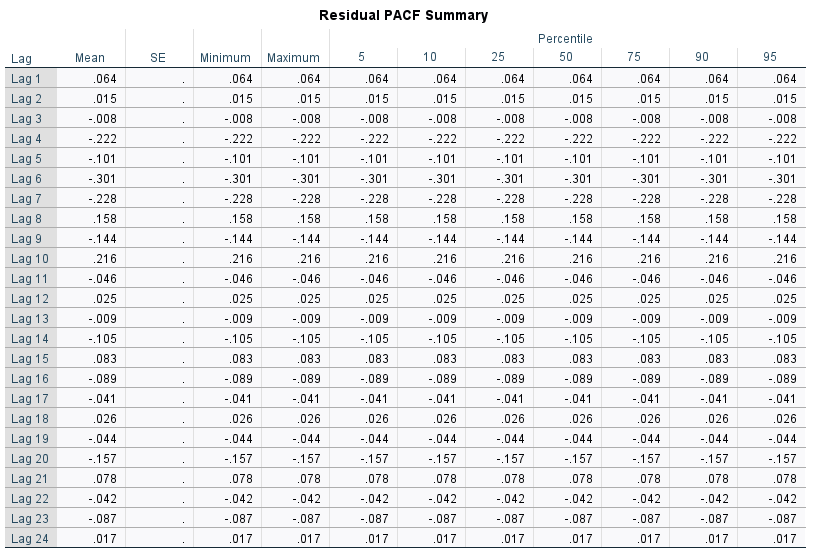 Residual PACF Summary
Percentile
Lag Mean SE Minimum Maximum 5 10 25 50 75 90 95
Lag 1 .064 . .064 .064 .064 .064 .064 .064 .064 .064 .064
Lag 2 .015 . .015 .015 .015 .015 .015 .015 .015 .015 .015
Lag 3 -.008 . -.008 -.008 -.008 -.008 -.008 -.008 -.008 -.008 -.008
Lag 4 -.222 . -.222 -.222 -.222 -.222 -.222 -.222 -.222 -.222 -.222
Lag 5 -.101 . -.101 -.101 -.101 -.101 -.101 -.101 -.101 -.101 -.101
Lag 6 -.301 . -.301 -.301 -.301 -.301 -.301 -.301 -.301 -.301 -.301
Lag 7 -.228 . -.228 -.228 -.228 -.228 -.228 -.228 -.228 -.228 -.228
Lag 8 .158 . .158 .158 .158 .158 .158 .158 .158 .158 .158
Lag 9 -.144 . -.144 -.144 -.144 -.144 -.144 -.144 -.144 -.144 -.144
Lag 10 .216 . .216 .216 .216 .216 .216 .216 .216 .216 .216
Lag 11 -.046 . -.046 -.046 -.046 -.046 -.046 -.046 -.046 -.046 -.046
Lag 12 .025 . .025 .025 .025 .025 .025 .025 .025 .025 .025
Lag 13 -.009 . -.009 -.009 -.009 -.009 -.009 -.009 -.009 -.009 -.009
Lag 14 -.105 . -.105 -.105 -.105 -.105 -.105 -.105 -.105 -.105 -.105
Lag 15 .083 . .083 .083 .083 .083 .083 .083 .083 .083 .083
Lag 16 -.089 . -.089 -.089 -.089 -.089 -.089 -.089 -.089 -.089 -.089
Lag 17 -.041 . -.041 -.041 -.041 -.041 -.041 -.041 -.041 -.041 -.041
Lag 18 .026 . .026 .026 .026 .026 .026 .026 .026 .026 .026
Lag 19 -.044 . -.044 -.044 -.044 -.044 -.044 -.044 -.044 -.044 -.044
Lag 20 -.157 . -.157 -.157 -.157 -.157 -.157 -.157 -.157 -.157 -.157
Lag 21 .078 . .078 .078 .078 .078 .078 .078 .078 .078 .078
Lag 22 -.042 . -.042 -.042 -.042 -.042 -.042 -.042 -.042 -.042 -.042
Lag 23 -.087 . -.087 -.087 -.087 -.087 -.087 -.087 -.087 -.087 -.087
Lag 24 .017 . .017 .017 .017 .017 .017 .017 .017 .017 .017